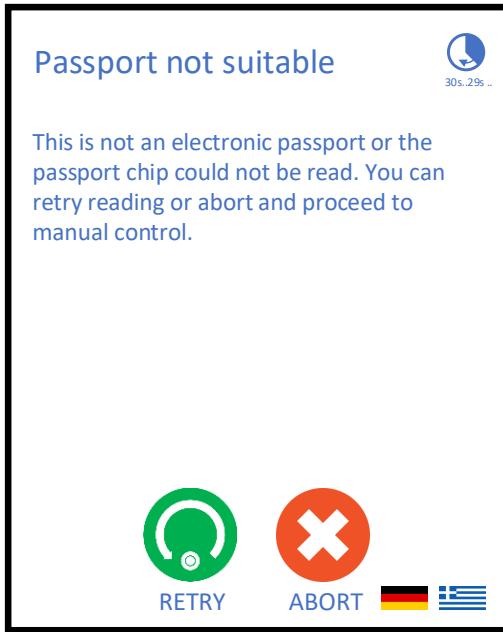 Passport not suitable
30s..29s ..
This is not an electronic passport or the
passport chip could not be read. You can
retry reading or abort and proceed to
manual control.
RETRY ABORT